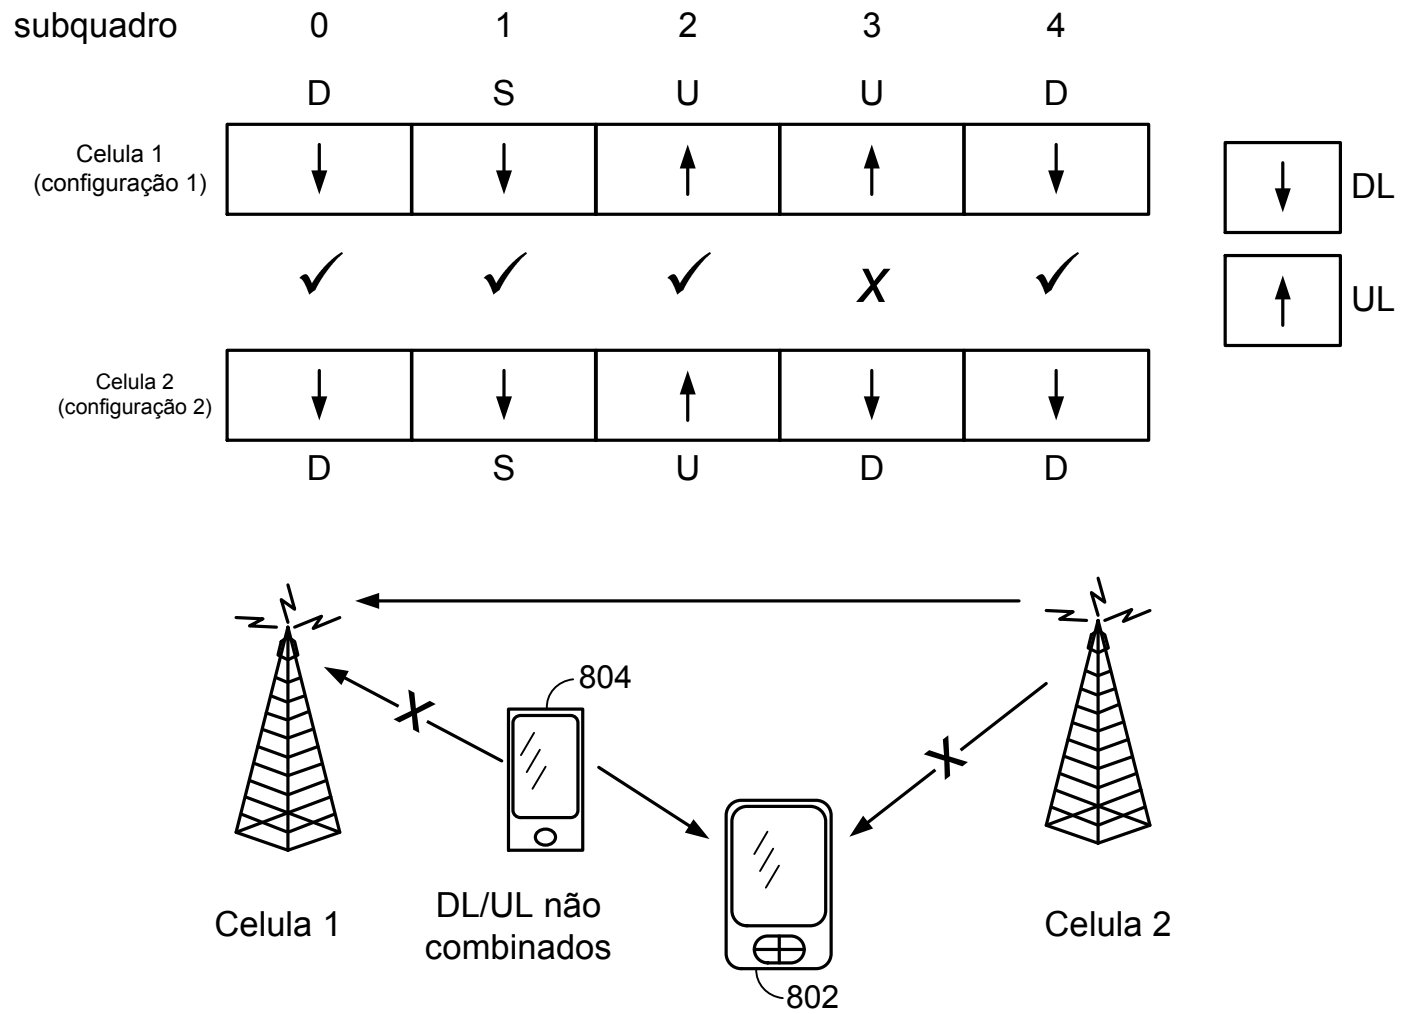 subquadro 0 1 2 3 4
D S U U D
Celula 1
(configuração 1)
DL
x
UL
Celula 2
(configuração 2)
D S U D D
804
X
X
DL/UL não
combinados
Celula 1
Celula 2
802